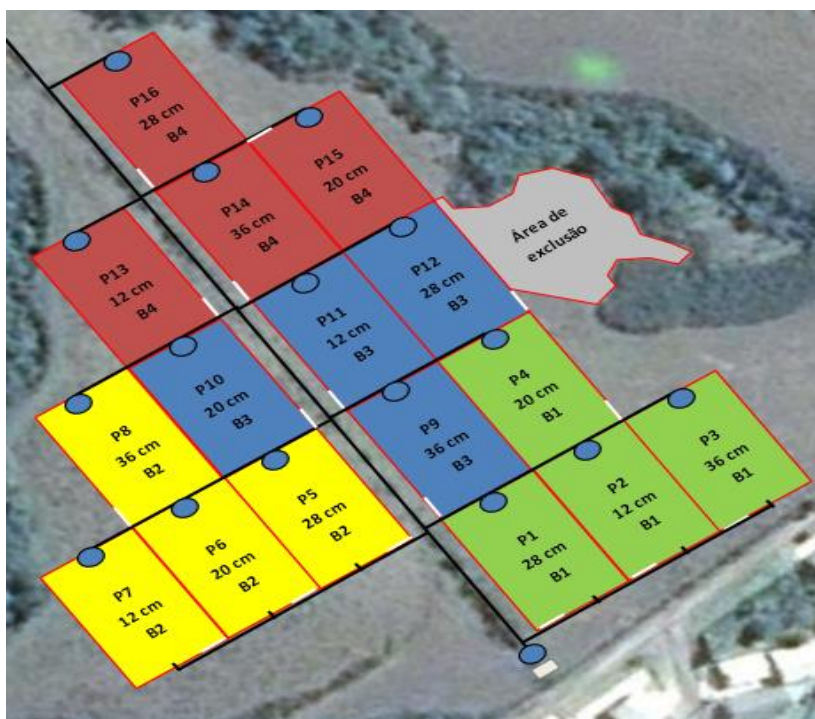 P16
28 cm
B4
P15
20 cm
B4
P14
36 cm
B4
P13
12 cm
B4
Área de
exclusão
P12
28 cm
B3
P11
12 cm
B3
P10
20 cm
B3
P9
36 cm
B3
P8
36 cm
B2
P7
12 cm
B2
P6
20 cm
B2
P5
28 cm
B2
P4
20 cm
B1
P3
36 cm
B1
P2
12 cm
B1
P1
28 cm
B1